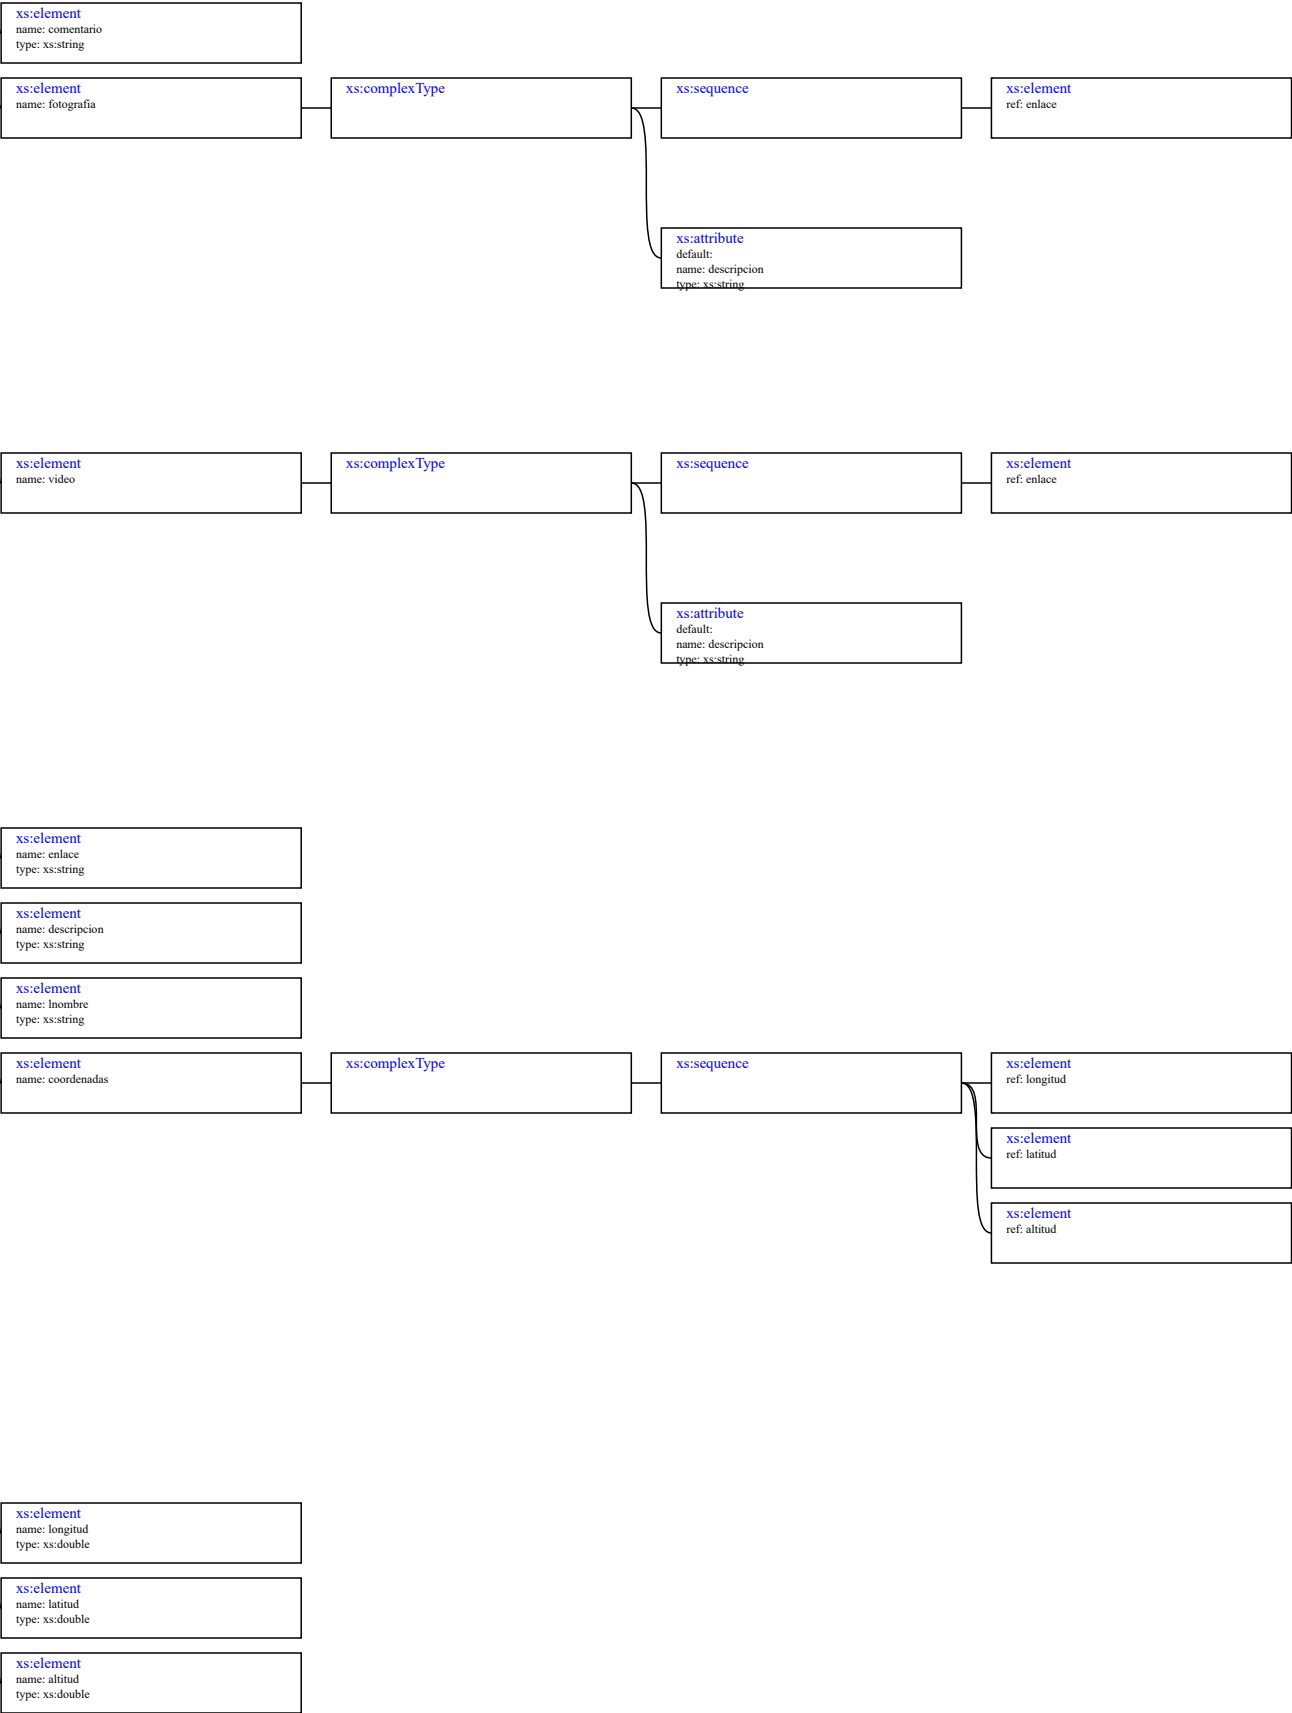 xs:element
name: comentario
type: xs:string
xs:element
name: fotografia
xs:complexType
xs:sequence
xs:element
ref: enlace
xs:attribute
default:
name: descripcion
type: xs:string
xs:element
name: video
xs:complexType
xs:sequence
xs:element
ref: enlace
xs:attribute
default:
name: descripcion
type: xs:string
xs:element
name: enlace
type: xs:string
xs:element
name: descripcion
type: xs:string
xs:element
name: lnombre
type: xs:string
xs:element
name: coordenadas
xs:complexType
xs:sequence
xs:element
ref: longitud
xs:element
ref: latitud
xs:element
ref: altitud
xs:element
name: longitud
type: xs:double
xs:element
name: latitud
type: xs:double
xs:element
name: altitud
type: xs:double